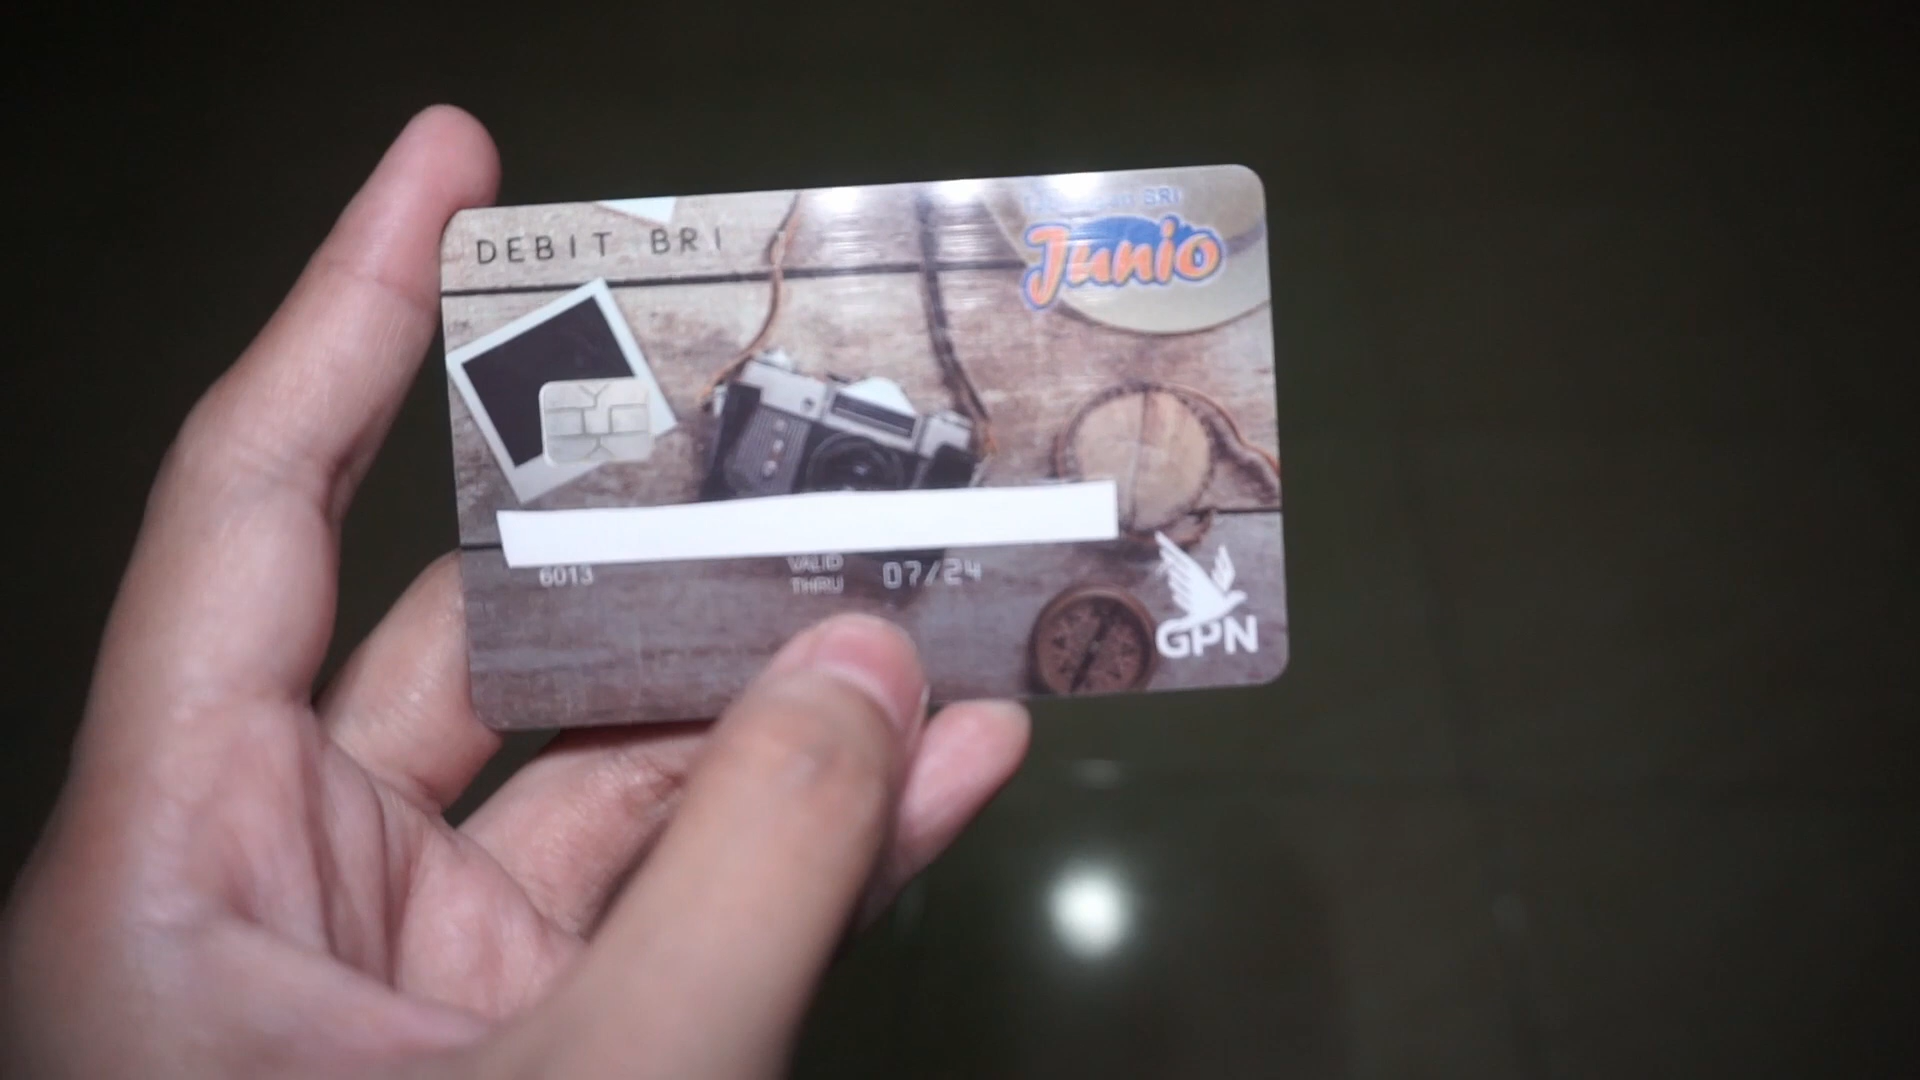 DEBIT BRI
BRI
Junio
6013
VALID
THRU
07/24
GPN